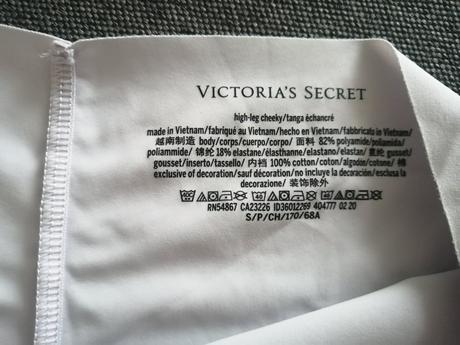 VICTORIA'S SECRET
high-leg cheeky/tanga échancré
made in Vietnam/fabriqué au Vietnam/hecho en Vietnam/fabbricato in Vietnam/
越南制造 body/corps/cuerpo/corpo/ 面料 82% polyamide/poliamida/
poliammide/ 锦纶 18% elastane/élasthanne/elastano/elastan/ 氨纶 gusset/
gousset/inserto/tassello/ 内裆 100% cotton/coton/algodón/cotone/ 棉
exclusive of decoration/sauf décoration/no incluye la decoración/esclusa la
decorazione/ 装饰除外
RN54867 CA23226 ID36012269 404777 02 20
S/P/CH/170/68A